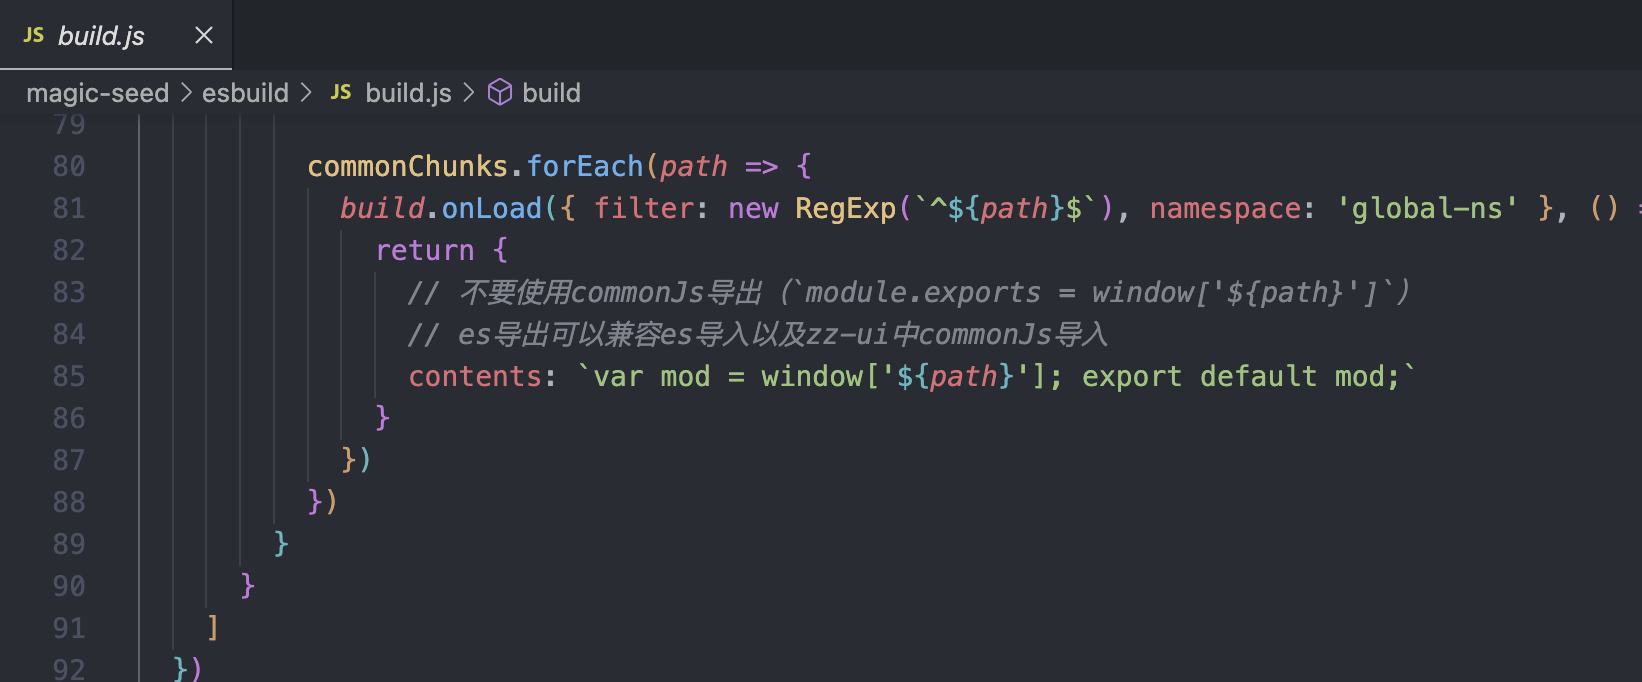 JS build.js ×
magic-seed > esbuild > JS build.js > build
79
80 commonChunks.forEach(path => {
81 build.onLoad({ filter: new RegExp(`^${path}$`), namespace: 'global-ns' }, () =
82 return {
83 // 不要使用commonJs导出（`module.exports = window['${path}']`）
84 // es导出可以兼容es导入以及zz-ui中commonJs导入
85 contents: `var mod = window['${path}']; export default mod;`
86 }
87 })
88 })
89 }
90 }
91 ]
92 })